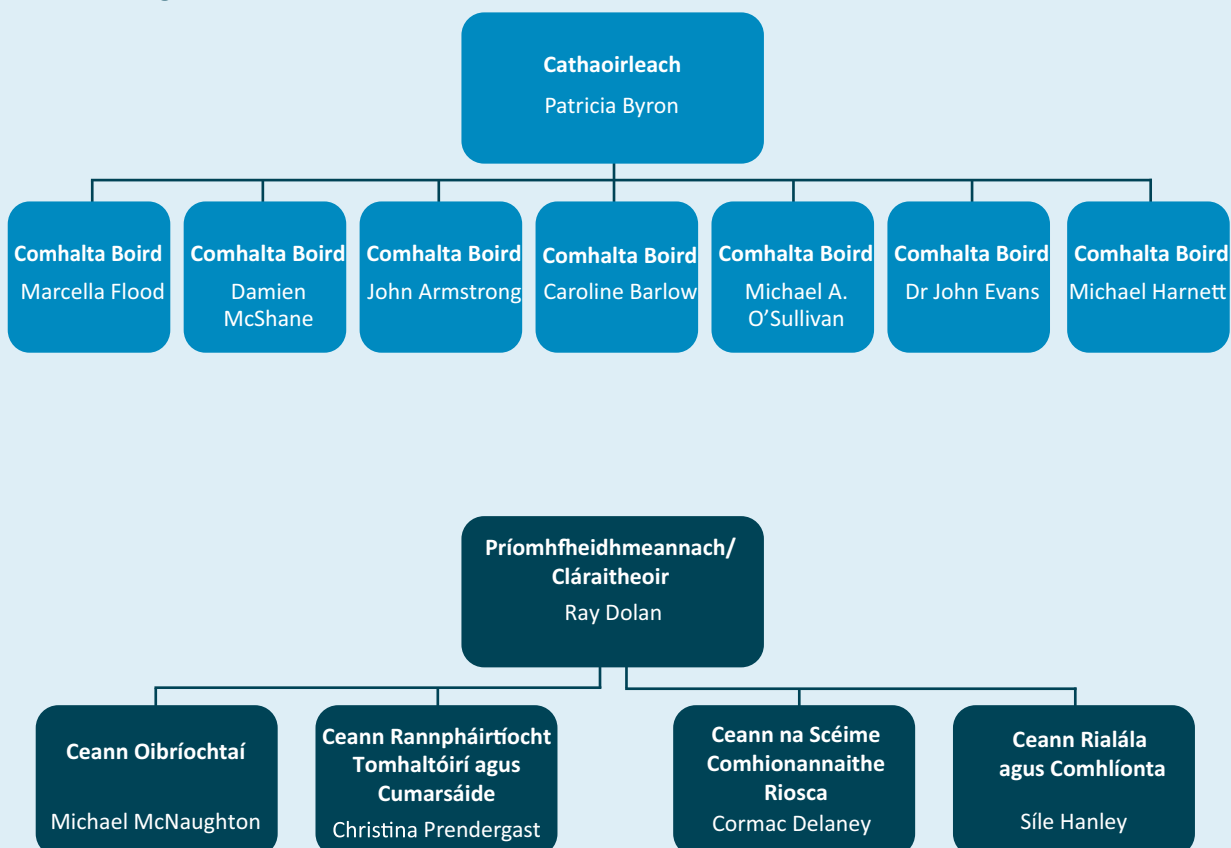 Cathaoirleach
Patricia Byron
Comhalta Boird
Marcella Flood
Comhalta Boird
Damien
McShane
Comhalta Boird
John Armstrong
Comhalta Boird
Caroline Barlow
Comhalta Boird
Michael A.
O’Sullivan
Comhalta Boird
Dr John Evans
Comhalta Boird
Michael Harnett
Príomhfheidhmeannach/
Cláraitheoir
Ray Dolan
Ceann Oibríochtaí
Michael McNaughton
Ceann Rannpháirtíocht
Tomhaltóirí agus
Cumarsáide
Christina Prendergast
Ceann na Scéime
Comhionannaithe
Riosca
Cormac Delaney
Ceann Rialála
agus Comhlíonta
Síle Hanley